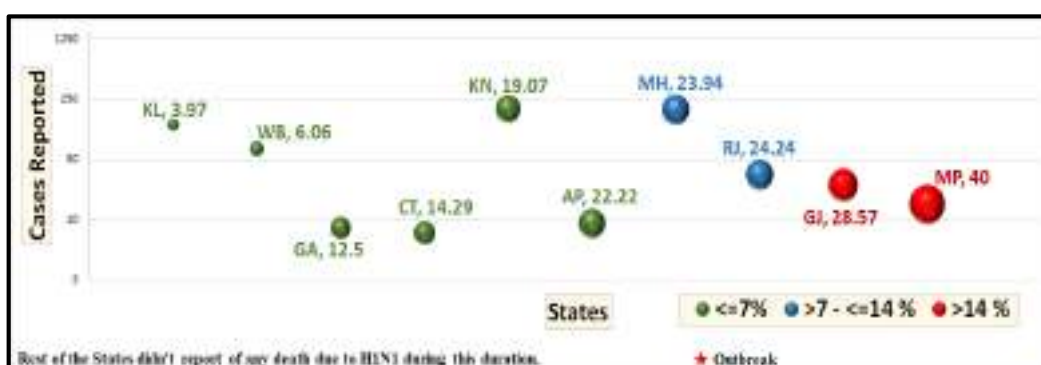 Cases Reported
KN, 19.07
MH, 23.94
KL, 3.97
WB, 6.06
RJ, 24.24
MP, 40
AP, 22.22
CT, 14.29
GJ, 28.57
GA, 12.5
States
<=7% >7 - <=14 % >14 %
Rest of the States didn't report of any death due to H1N1 during this duration.
★ Outbreak